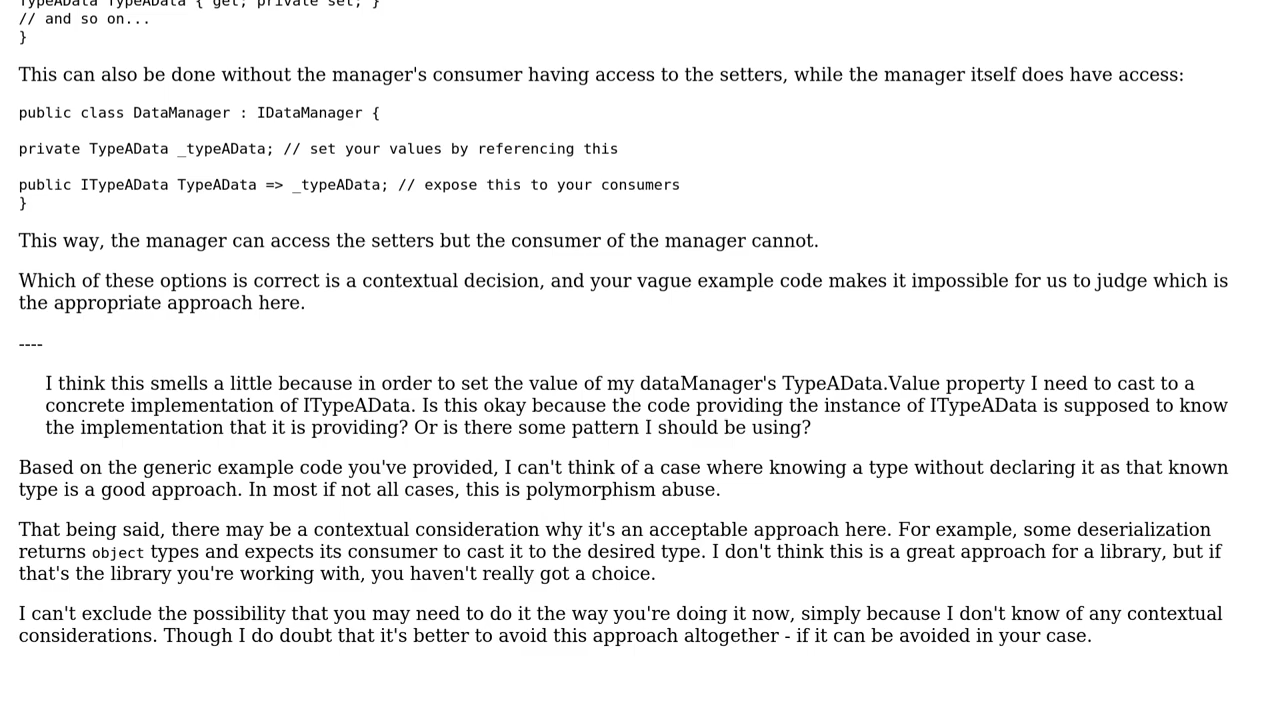 TypeAData TypeAData { get; private set; }
// and so on...
}
This can also be done without the manager's consumer having access to the setters, while the manager itself does have access:
public class DataManager : IDataManager {
private TypeAData _typeAData; // set your values by referencing this
public ITypeAData TypeAData => _typeAData; // expose this to your consumers
}
This way, the manager can access the setters but the consumer of the manager cannot.
Which of these options is correct is a contextual decision, and your vague example code makes it impossible for us to judge which is
the appropriate approach here.
----
I think this smells a little because in order to set the value of my dataManager's TypeAData.Value property I need to cast to a
concrete implementation of ITypeAData. Is this okay because the code providing the instance of ITypeAData is supposed to know
the implementation that it is providing? Or is there some pattern I should be using?
Based on the generic example code you've provided, I can't think of a case where knowing a type without declaring it as that known
type is a good approach. In most if not all cases, this is polymorphism abuse.
That being said, there may be a contextual consideration why it's an acceptable approach here. For example, some deserialization
returns object types and expects its consumer to cast it to the desired type. I don't think this is a great approach for a library, but if
that's the library you're working with, you haven't really got a choice.
I can't exclude the possibility that you may need to do it the way you're doing it now, simply because I don't know of any contextual
considerations. Though I do doubt that it's better to avoid this approach altogether - if it can be avoided in your case.